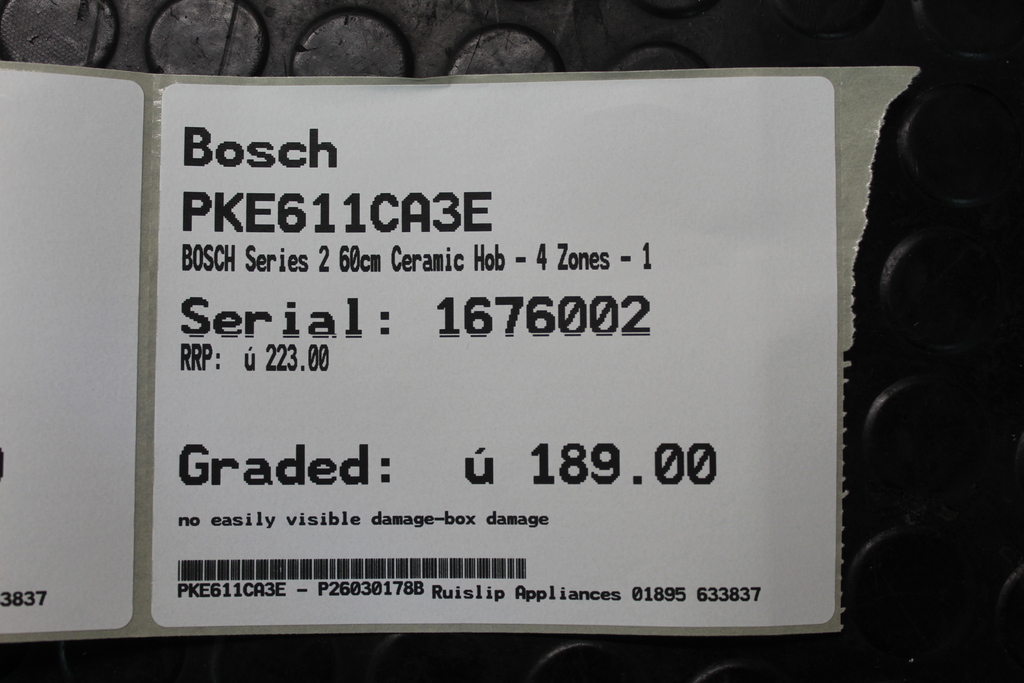 Bosch
PKE611CA3E
BOSCH Series 2 60cm Ceramic Hob - 4 Zones - 1
Serial: 1676002
RRP: ú 223.00
Graded: ú 189.00
no easily visible damage-box damage
PKE611CA3E - P26030178B Ruislip Appliances 01895 633837
3837